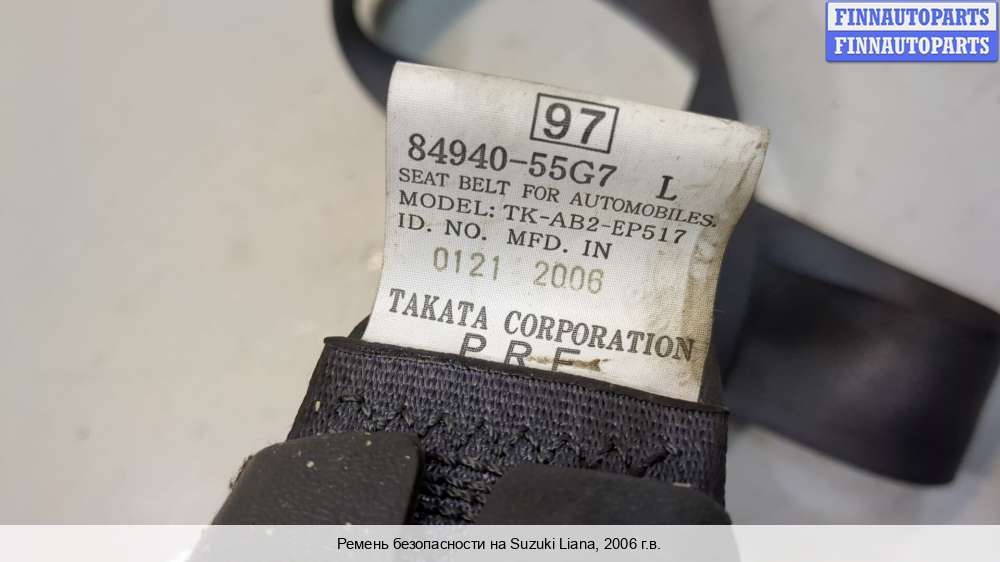 FINNAUTOPARTS
FINNAUTOPARTS
97
84940-55G7 L
SEAT BELT FOR AUTOMOBILES.
MODEL: TK-AB2-EP517
ID. NO. MFD. IN
0121 2006
TAKATA CORPORATION
Ремень безопасности на Suzuki Liana, 2006 г.в.